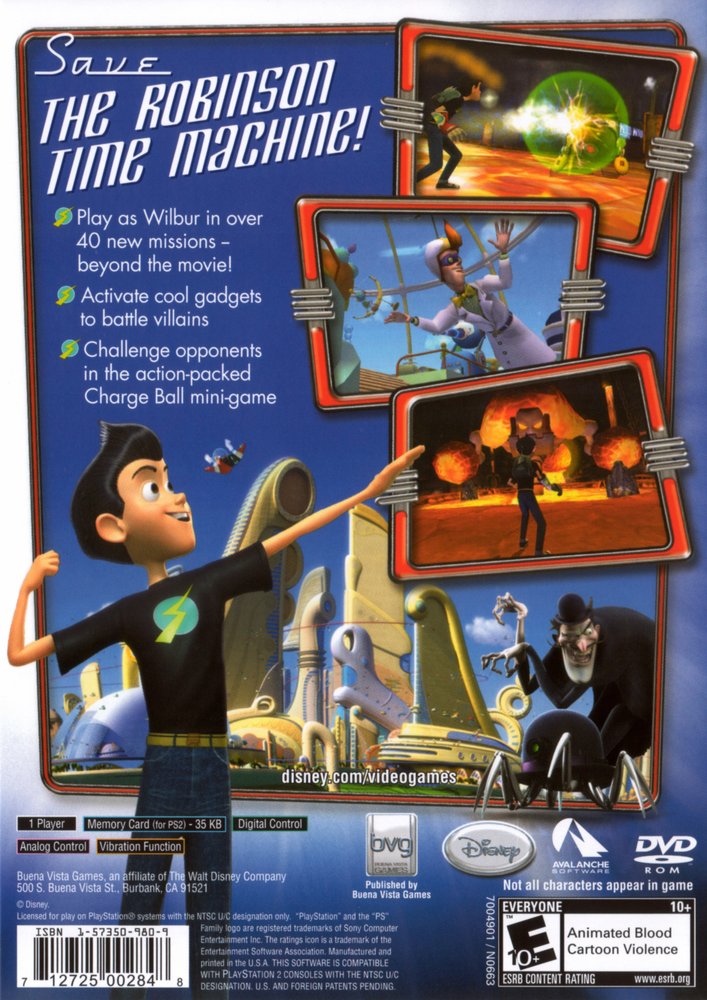 Save
THE ROBINSON
TIME MACHINE!
Play as Wilbur in over
40 new missions –
beyond the movie!
Activate cool gadgets
to battle villains
Challenge opponents
in the action-packed
Charge Ball mini-game
disney.com/videogames
1 Player
Memory Card (for PS2) - 35 KB
Digital Control
Analog Control
Vibration Function
bvg
BUENA VISTA
GAMES
Published by
Buena Vista Games
Disney
AVALANCHE
SOFTWARE
DVD
ROM
Not all characters appear in game
Buena Vista Games, an affiliate of The Walt Disney Company
500 S. Buena Vista St., Burbank, CA 91521
© Disney.
Licensed for play on PlayStation® systems with the NTSC U/C designation only. "PlayStation" and the "PS"
Family logo are registered trademarks of Sony Computer
Entertainment Inc. The ratings icon is a trademark of the
Entertainment Software Association. Manufactured and
printed in the U.S.A. THIS SOFTWARE IS COMPATIBLE
WITH PLAYSTATION 2 CONSOLES WITH THE NTSC U/C
DESIGNATION. U.S. AND FOREIGN PATENTS PENDING.
ISBN 1-57350-980-9
7 12725 00284 8
7004901 / N0663
EVERYONE 10+
E
10+
Animated Blood
Cartoon Violence
ESRB CONTENT RATING www.esrb.org